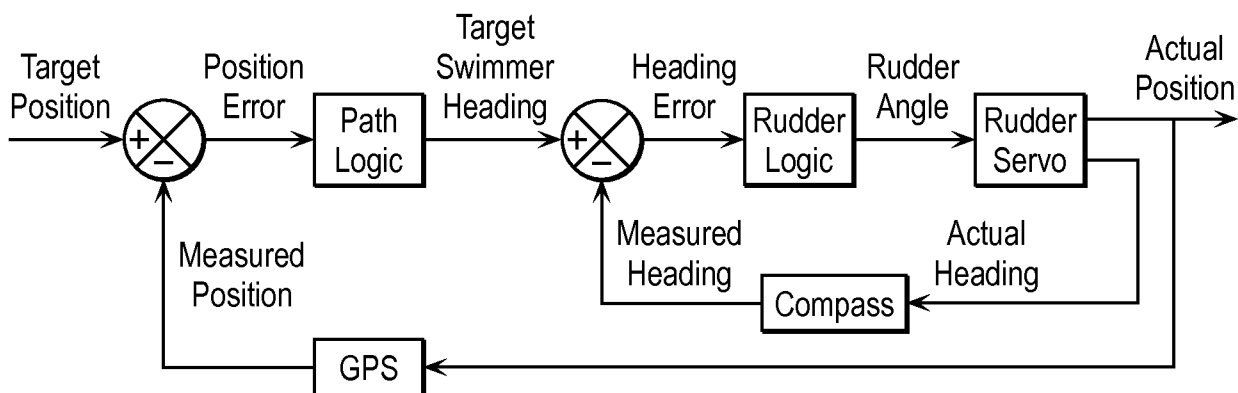 Target
Position
+
−
Position
Error
Path
Logic
Target
Swimmer
Heading
+
−
Heading
Error
Rudder
Logic
Rudder
Angle
Rudder
Servo
Actual
Position
Measured
Position
Measured
Heading
Compass
Actual
Heading
GPS